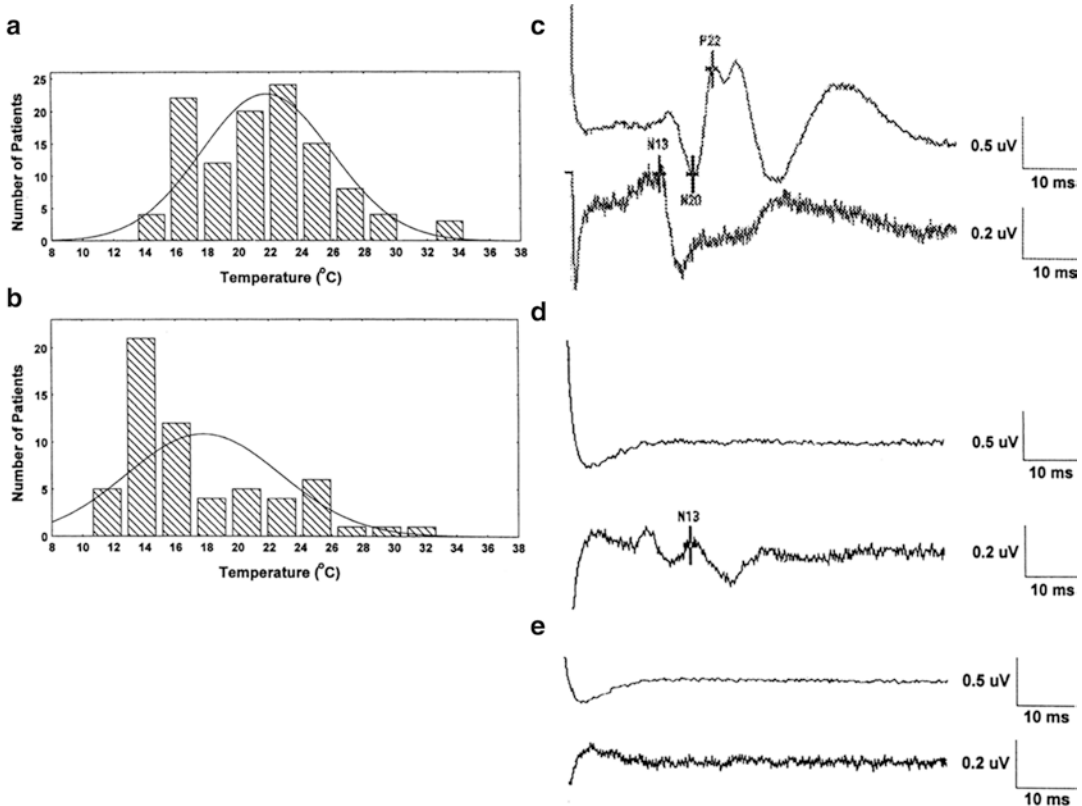 a
Number of Patients
25
20
15
10
5
0
8 10 12 14 16 18 20 22 24 26 28 30 32 34 36 38
Temperature (°C)
b
Number of Patients
20
15
10
5
0
8 10 12 14 16 18 20 22 24 26 28 30 32 34 36 38
Temperature (°C)
c
P22
N13
N20
0.5 uV
10 ms
0.2 uV
10 ms
d
0.5 uV
10 ms
N13
0.2 uV
10 ms
e
0.5 uV
10 ms
0.2 uV
10 ms